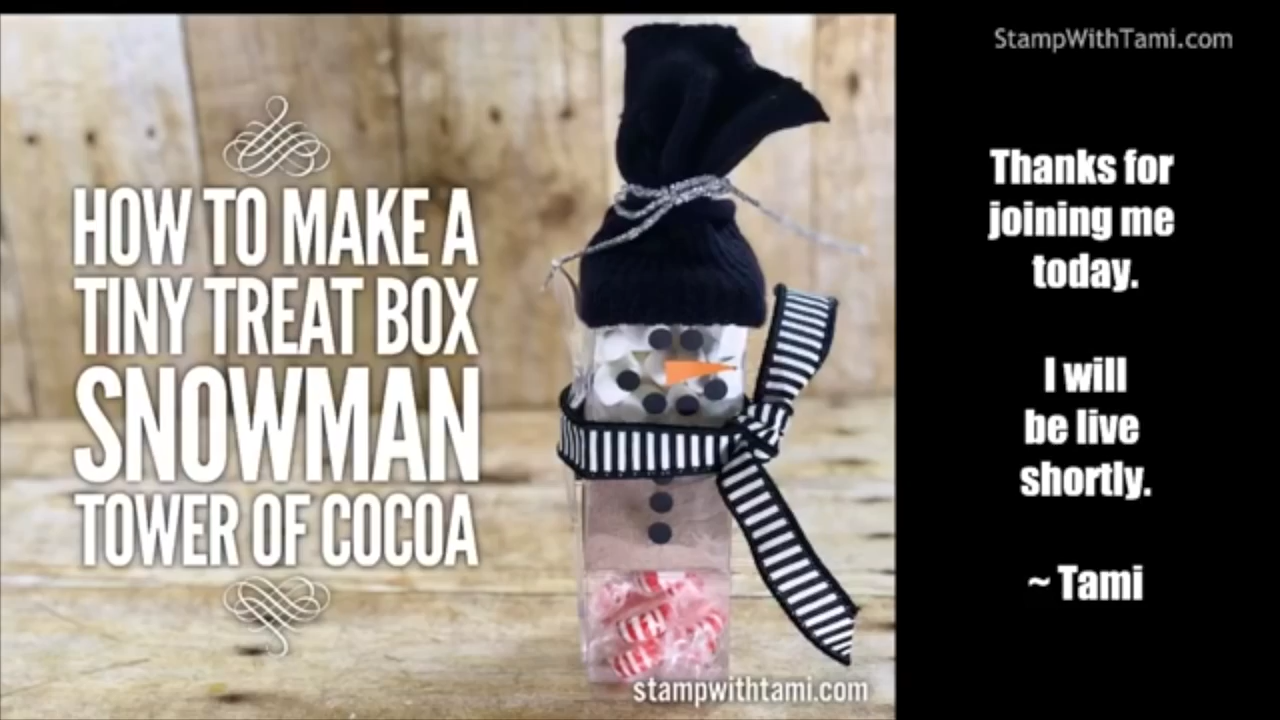 HOW TO MAKE A
TINY TREAT BOX
SNOWMAN
TOWER OF COCOA
stampwithtami.com
StampWithTami.com
Thanks for
joining me
today.
I will
be live
shortly.
~ Tami